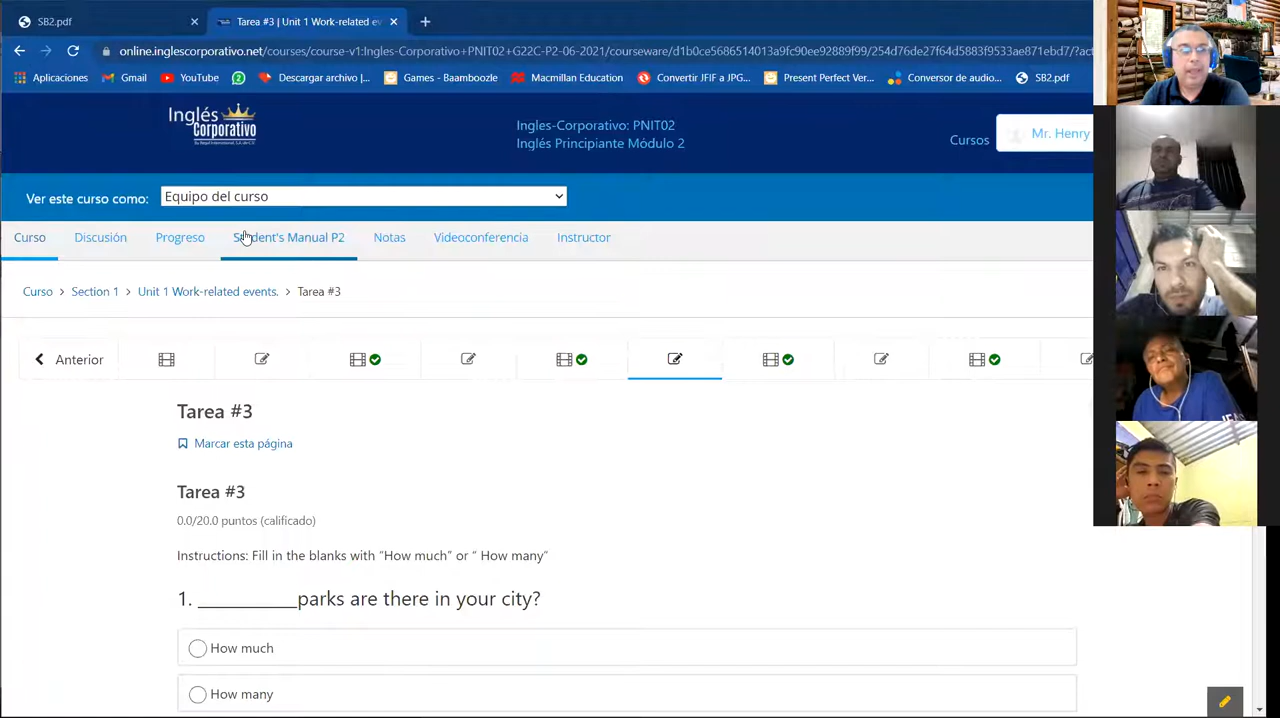 SB2.pdf
Tarea #3 | Unit 1 Work-related ev
online.inglescorporativo.net/courses/course-v1:Ingles-Corporativo+PNIT02+G22C-P2-D6-2021/courseware/d1b0ce5686514013a9fc90ee92889f99/38bd76de27fd4d5883f9533ae871ebd7/?ac
Aplicaciones
Gmail
YouTube
Descargar archivo |...
Games - Baamboozle...
Macmillan Education
Convertir JFIF a JPG...
Present Perfect Ver...
Conversor de audio...
SB2.pdf
Inglés
Corporativo
Ingles-Corporativo: PNIT02
Inglés Principiante Módulo 2
Cursos
Mr. Henry
Ver este curso como:
Equipo del curso
Curso
Discusión
Progreso
Student's Manual P2
Notas
Videoconferencia
Instructor
Curso > Section 1 > Unit 1 Work-related events. > Tarea #3
Anterior
Tarea #3
Marcar esta página
Tarea #3
0.0/20.0 puntos (calificado)
Instructions: Fill in the blanks with “How much” or “ How many”
1. __________parks are there in your city?
How much
How many